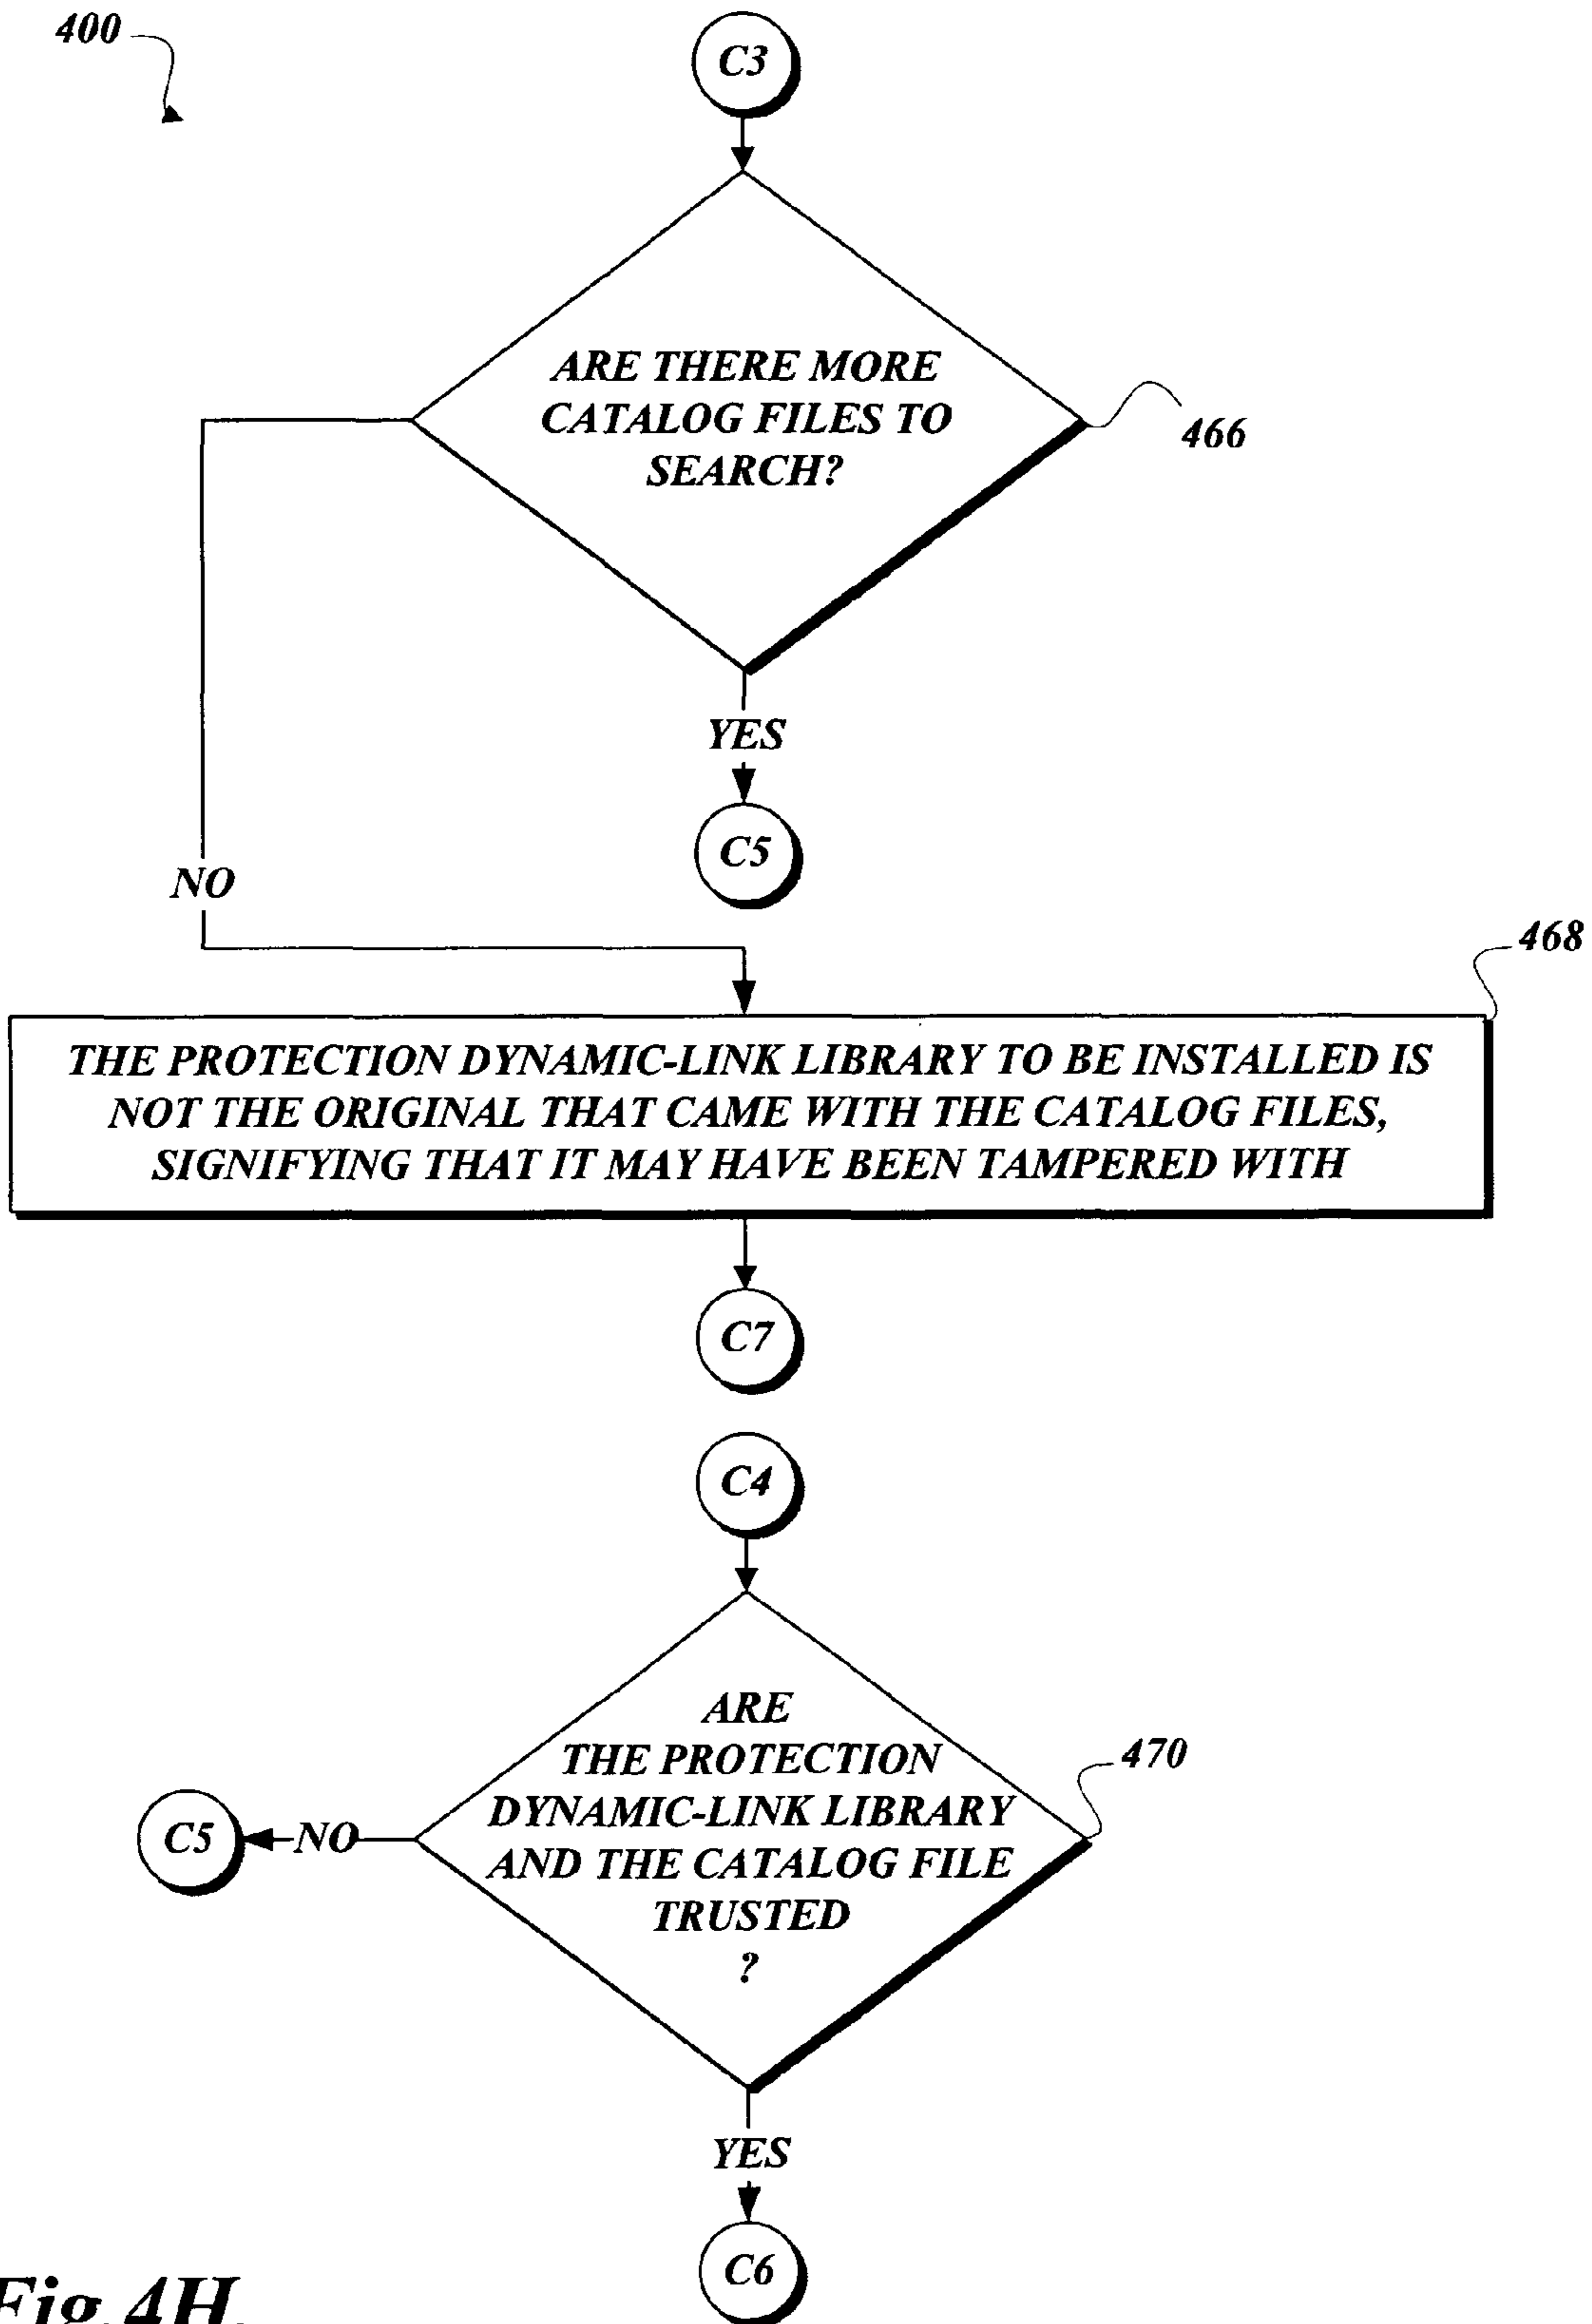 400
C3
ARE THERE MORE
CATALOG FILES TO
SEARCH?
466
YES
C5
NO
468
THE PROTECTION DYNAMIC-LINK LIBRARY TO BE INSTALLED IS
NOT THE ORIGINAL THAT CAME WITH THE CATALOG FILES,
SIGNIFYING THAT IT MAY HAVE BEEN TAMPERED WITH
C7
C4
ARE
THE PROTECTION
DYNAMIC-LINK LIBRARY
AND THE CATALOG FILE
TRUSTED
?
470
C5
NO
YES
C6
Fig.4H.